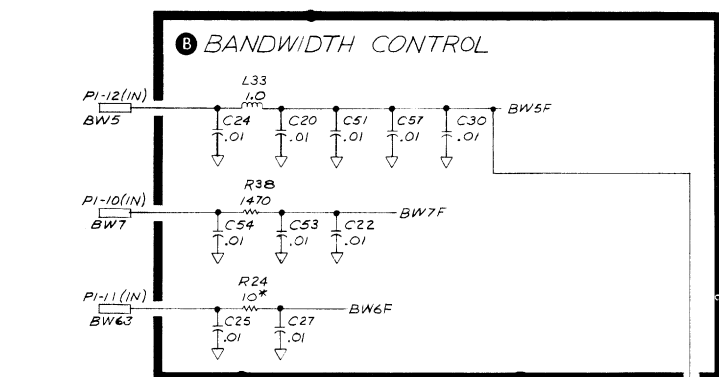 B BANDWIDTH CONTROL
L33
1.0
P1-12(IN)
BW5
C24
.01
C20
.01
C51
.01
C57
.01
C30
.01
BW5F
R38
1470
P1-10(IN)
BW7
C54
.01
C53
.01
C22
.01
BW7F
R24
10*
P1-11(IN)
BW63
C25
.01
C27
.01
BW6F